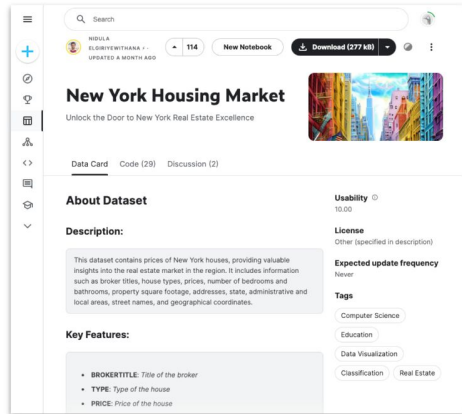 Search
NIDULA
ELGIRIYEWITHANA · -
UPDATED A MONTH AGO
114
New Notebook
Download (277 kB)
New York Housing Market
Unlock the Door to New York Real Estate Excellence
Data Card
Code (29)
Discussion (2)
About Dataset
Description:
This dataset contains prices of New York houses, providing valuable
insights into the real estate market in the region. It includes information
such as broker titles, house types, prices, number of bedrooms and
bathrooms, property square footage, addresses, state, administrative and
local areas, street names, and geographical coordinates.
Key Features:
• BROKERTITLE: Title of the broker
• TYPE: Type of the house
• PRICE: Price of the house
Usability
10.00
License
Other (specified in description)
Expected update frequency
Never
Tags
Computer Science
Education
Data Visualization
Classification
Real Estate